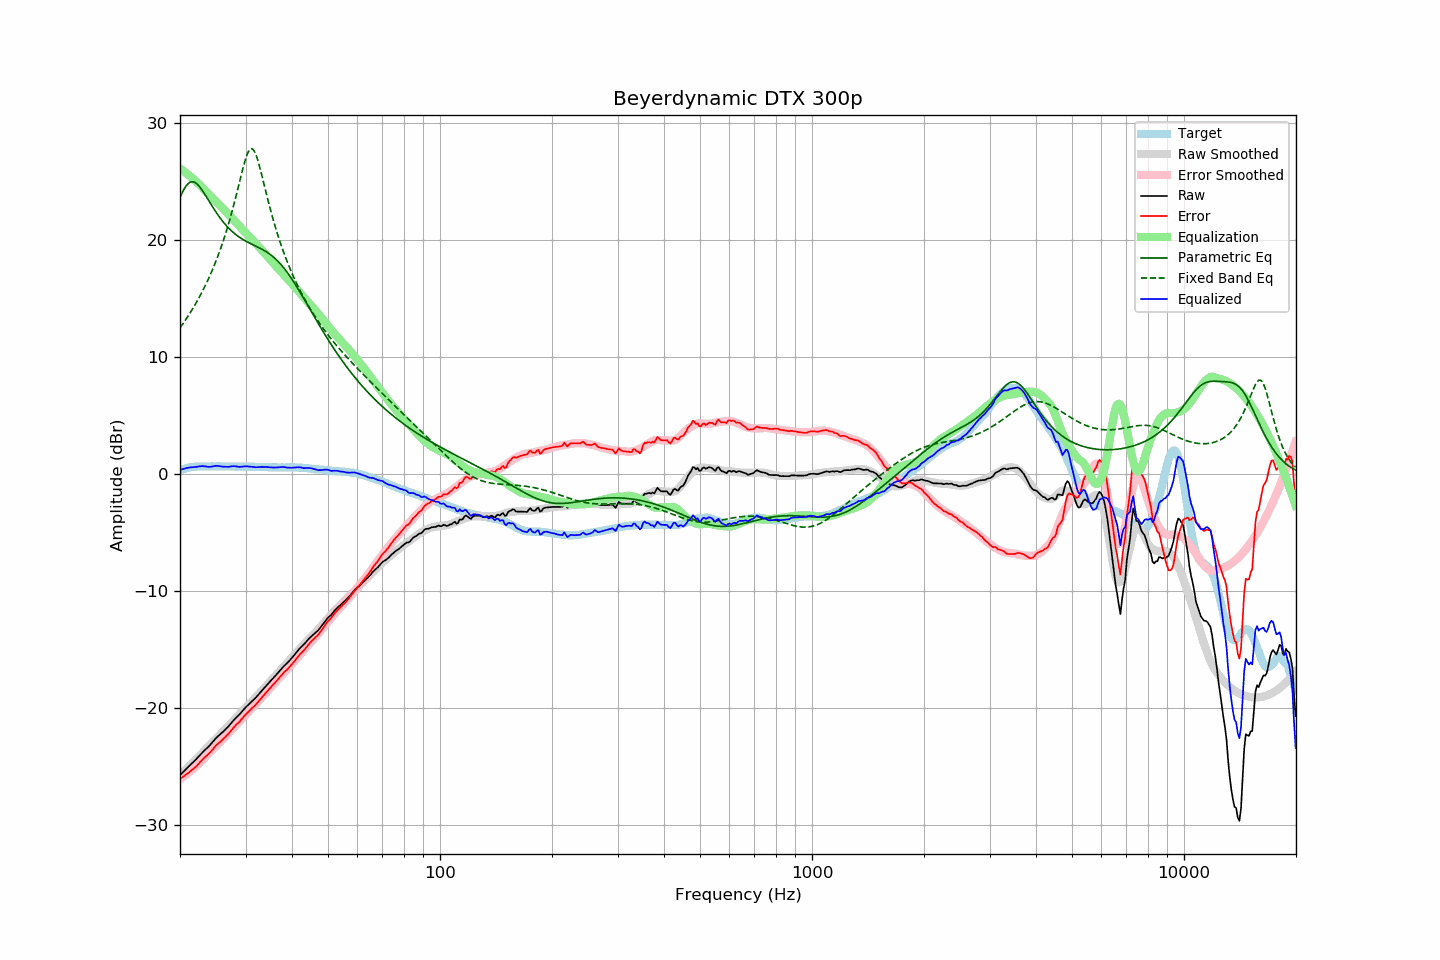 Beyerdynamic DTX 300p
30
20
10
0
−10
−20
−30
Amplitude (dBr)
100
1000
10000
Frequency (Hz)
Target
Raw Smoothed
Error Smoothed
Raw
Error
Equalization
Parametric Eq
Fixed Band Eq
Equalized